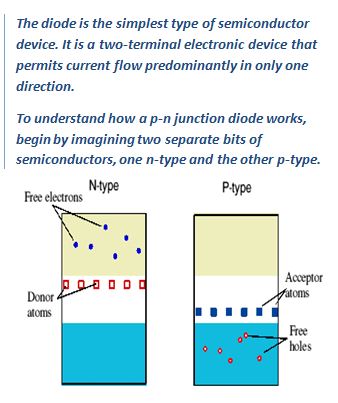 The diode is the simplest type of semiconductor
device. It is a two-terminal electronic device that
permits current flow predominantly in only one
direction.
To understand how a p-n junction diode works,
begin by imagining two separate bits of
semiconductors, one n-type and the other p-type.
N-type
P-type
Free electrons
Donor
atoms
Acceptor
atoms
Free
holes